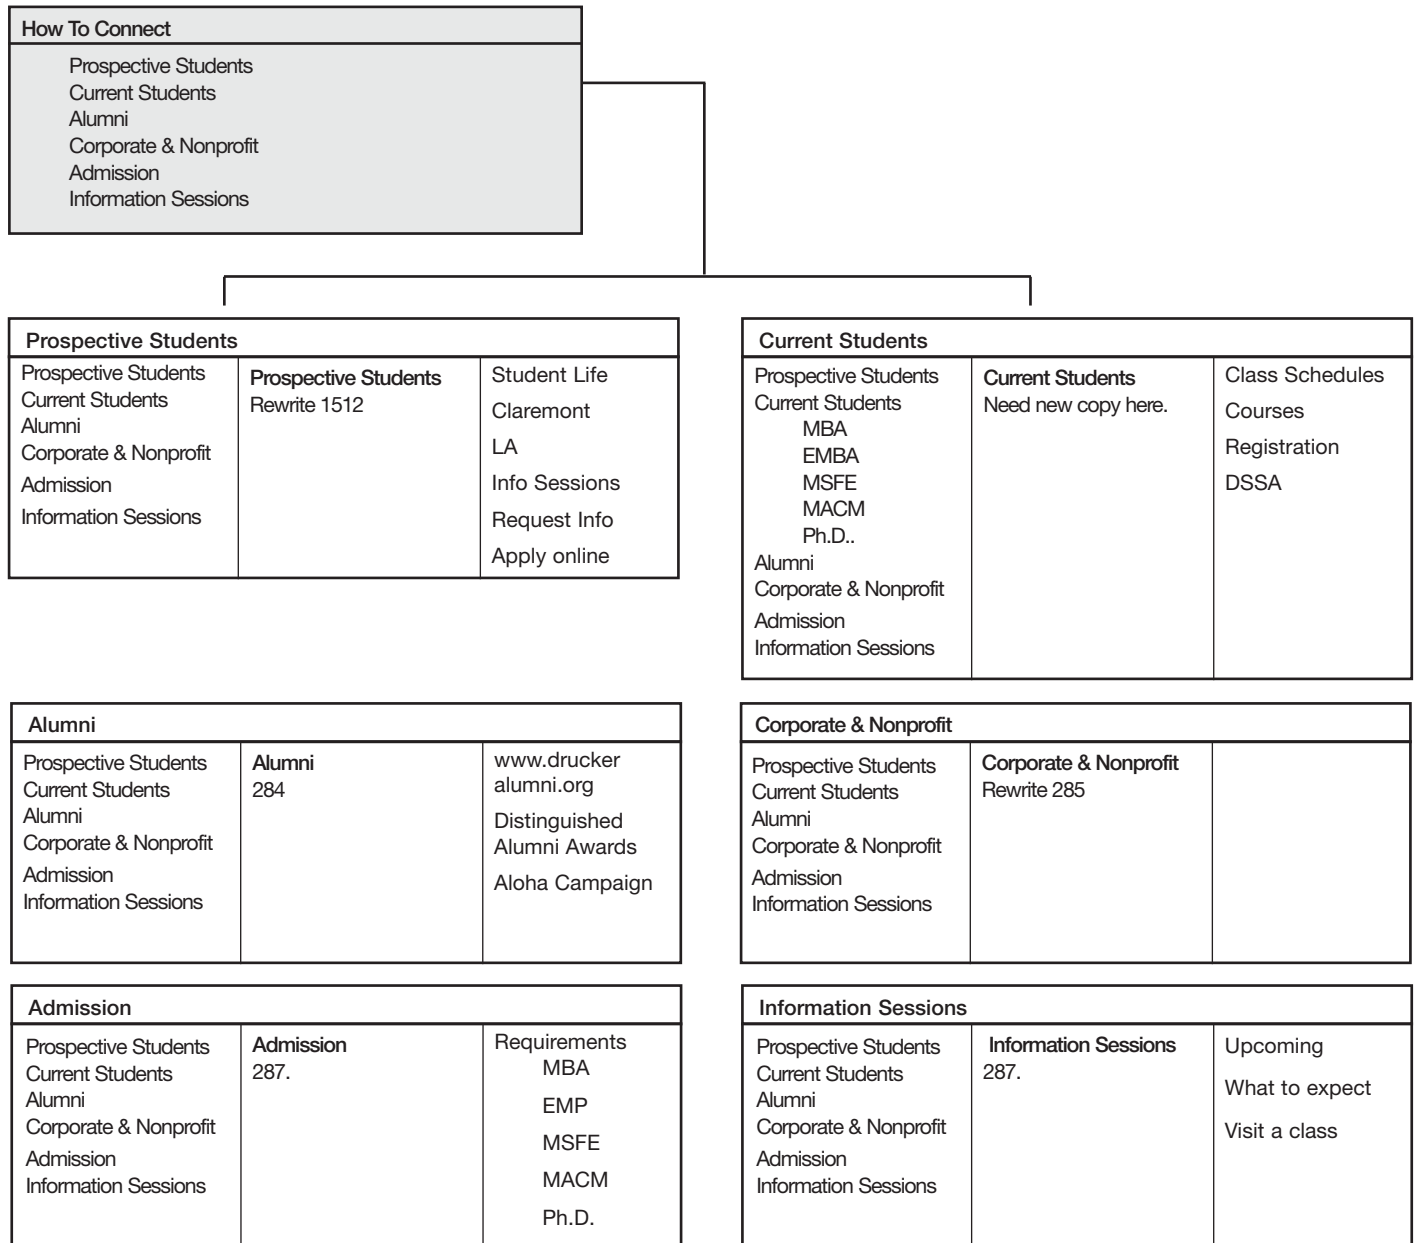 How To Connect
Prospective Students
Current Students
Alumni
Corporate & Nonprofit
Admission
Information Sessions
Prospective Students
Prospective Students
Current Students
Alumni
Corporate & Nonprofit
Admission
Information Sessions
Prospective Students
Rewrite 1512
Student Life
Claremont
LA
Info Sessions
Request Info
Apply online
Current Students
Prospective Students
Current Students
MBA
EMBA
MSFE
MACM
Ph.D..
Alumni
Corporate & Nonprofit
Admission
Information Sessions
Current Students
Need new copy here.
Class Schedules
Courses
Registration
DSSA
Alumni
Prospective Students
Current Students
Alumni
Corporate & Nonprofit
Admission
Information Sessions
Alumni
284
www.drucker
alumni.org
Distinguished
Alumni Awards
Aloha Campaign
Corporate & Nonprofit
Prospective Students
Current Students
Alumni
Corporate & Nonprofit
Admission
Information Sessions
Corporate & Nonprofit
Rewrite 285
Admission
Prospective Students
Current Students
Alumni
Corporate & Nonprofit
Admission
Information Sessions
Admission
287.
Requirements
MBA
EMP
MSFE
MACM
Ph.D.
Information Sessions
Prospective Students
Current Students
Alumni
Corporate & Nonprofit
Admission
Information Sessions
Information Sessions
287.
Upcoming
What to expect
Visit a class